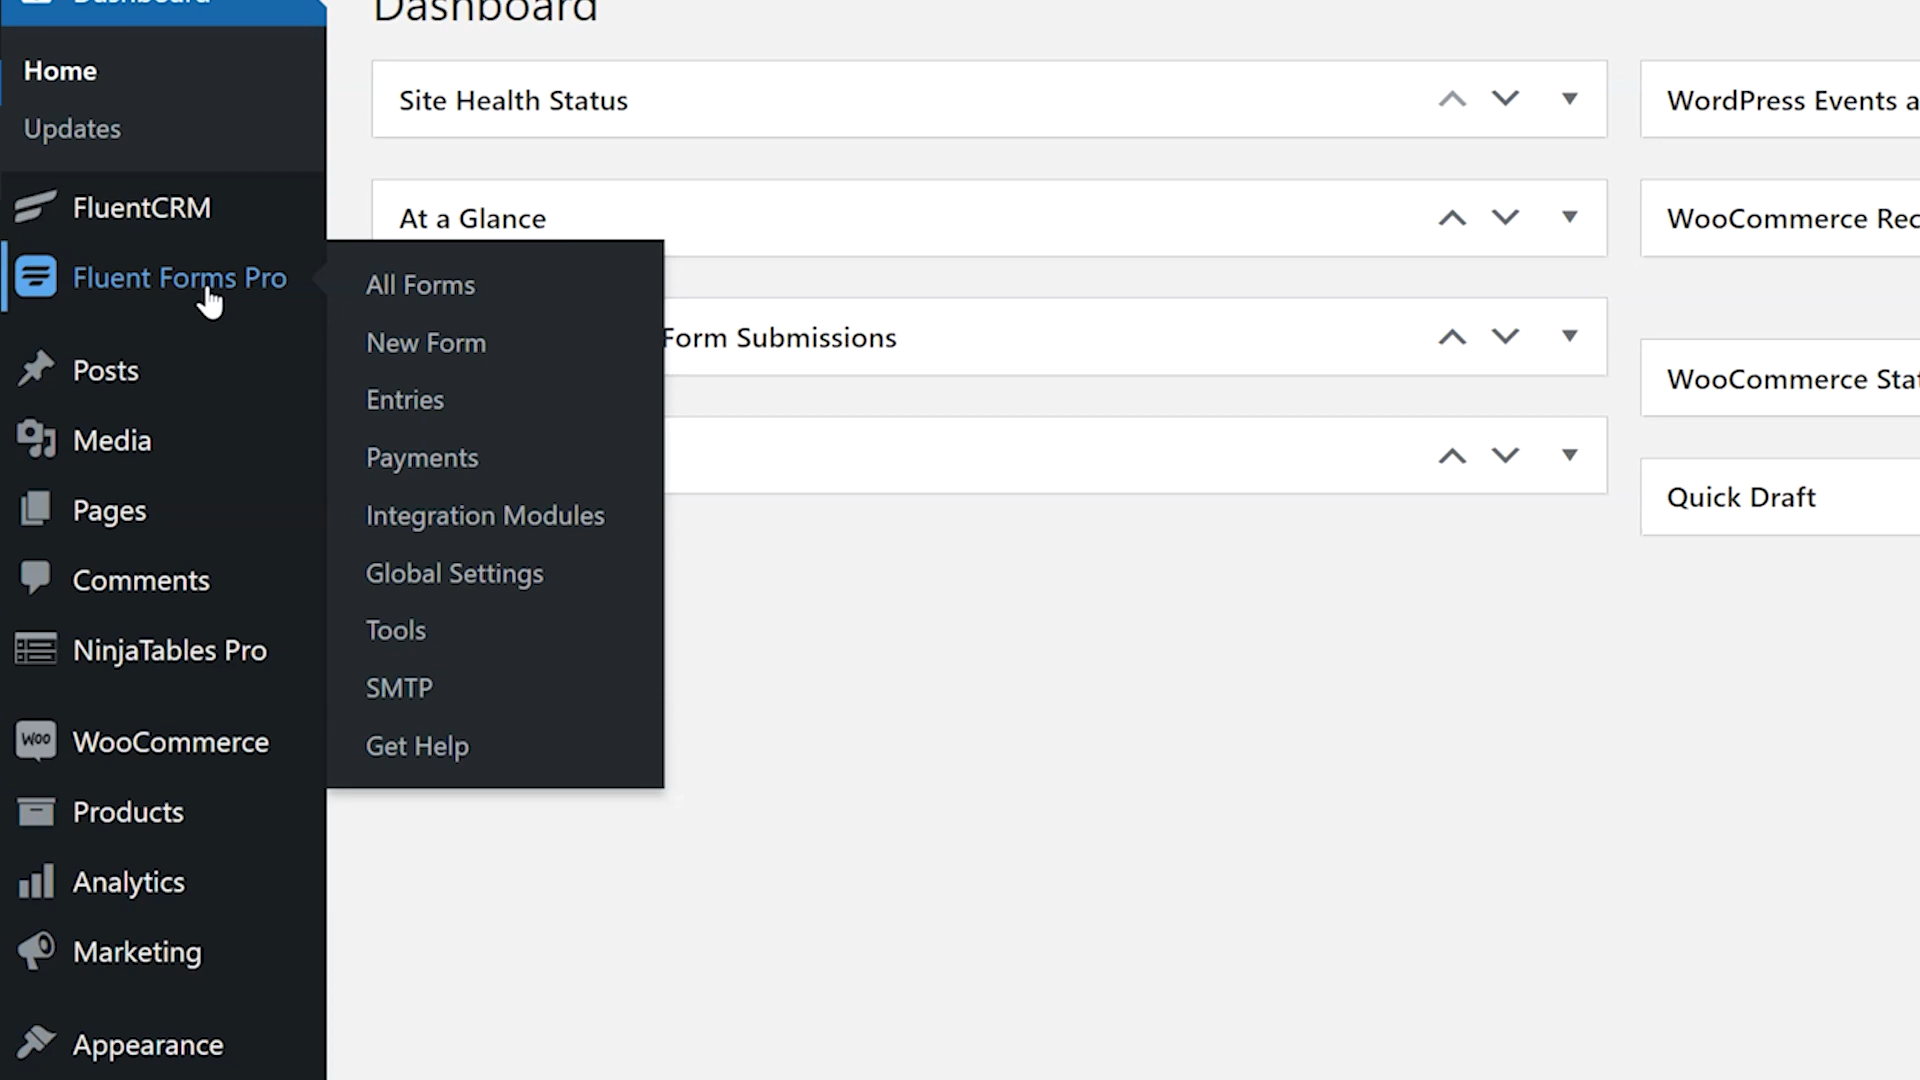 Dashboard
Home
Updates
FluentCRM
Fluent Forms Pro
Posts
Media
Pages
Comments
NinjaTables Pro
WOO WooCommerce
Products
Analytics
Marketing
Appearance
All Forms
New Form
Entries
Payments
Integration Modules
Global Settings
Tools
SMTP
Get Help
Dashboard
Site Health Status
At a Glance
Form Submissions
WordPress Events a
WooCommerce Rec
WooCommerce Stat
Quick Draft